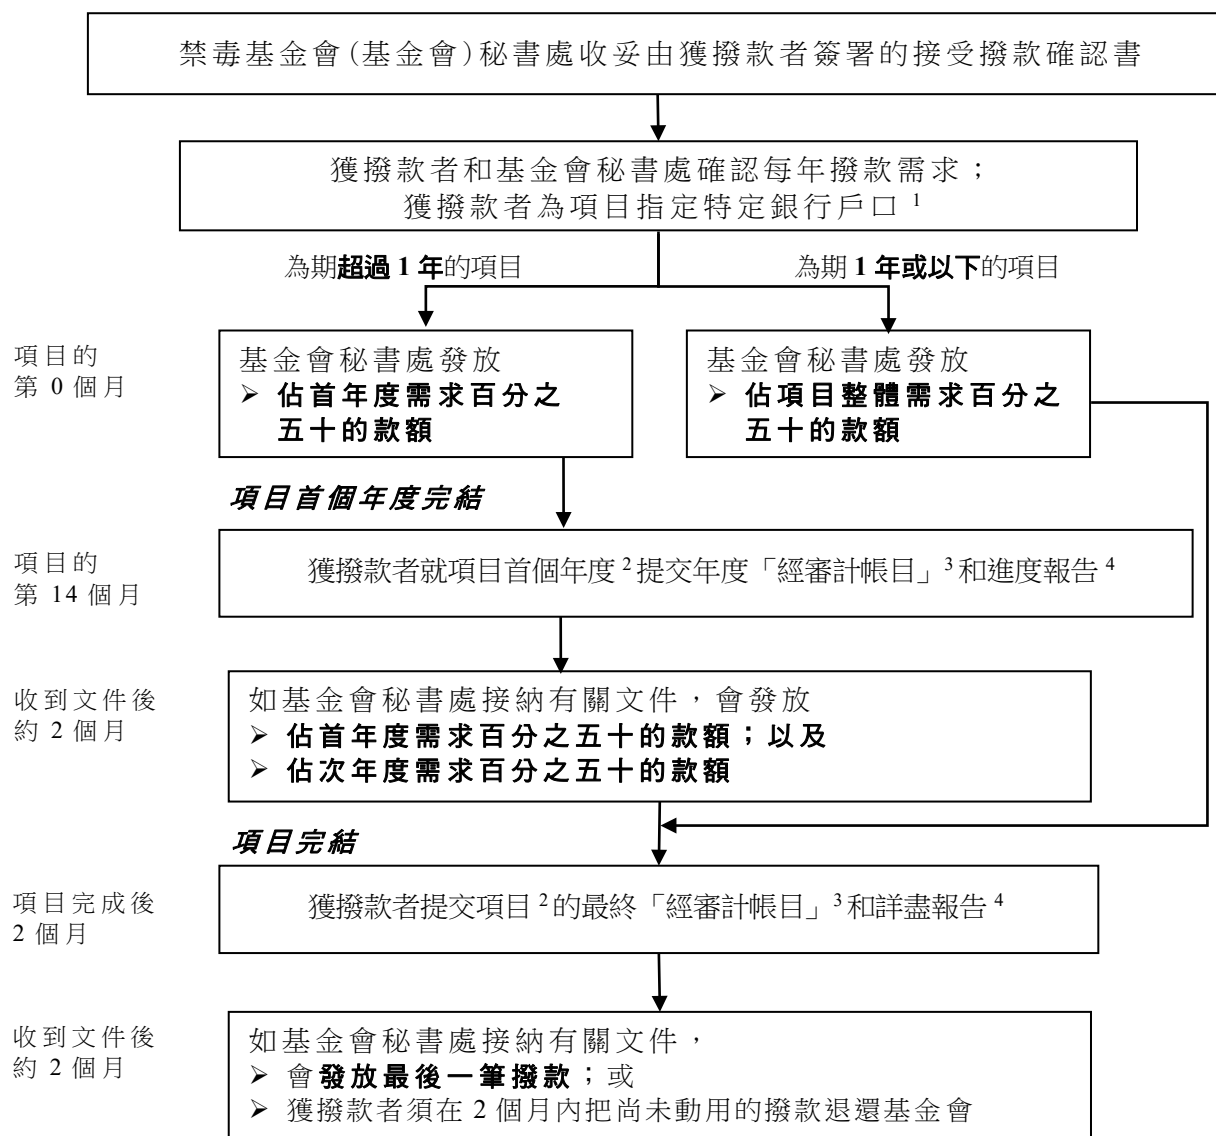 禁毒基金會(基金會)秘書處收妥由獲撥款者簽署的接受撥款確認書
獲撥款者和基金會秘書處確認每年撥款需求；
獲撥款者為項目指定特定銀行戶口 1
為期超過 1 年的項目
為期 1 年或以下的項目
項目的
第 0 個月
基金會秘書處發放
➢ 佔首年度需求百分之
五十的款額
基金會秘書處發放
➢ 佔項目整體需求百分之
五十的款額
項目首個年度完結
項目的
第 14 個月
獲撥款者就項目首個年度 2 提交年度「經審計帳目」3 和進度報告 4
收到文件後
約 2 個月
如基金會秘書處接納有關文件，會發放
➢ 佔首年度需求百分之五十的款額；以及
➢ 佔次年度需求百分之五十的款額
項目完結
項目完成後
2 個月
獲撥款者提交項目 2 的最終「經審計帳目」3 和詳盡報告 4
收到文件後
約 2 個月
如基金會秘書處接納有關文件，
➢ 會發放最後一筆撥款；或
➢ 獲撥款者須在 2 個月內把尚未動用的撥款退還基金會